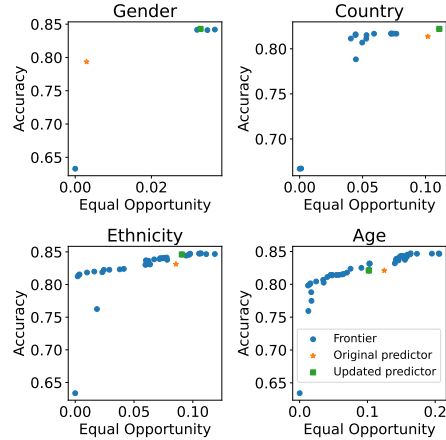 Gender
Accuracy
0.85
0.80
0.75
0.70
0.65
0.00
0.02
Equal Opportunity
Country
Accuracy
0.80
0.75
0.70
0.00
0.05
0.10
Equal Opportunity
Ethnicity
Accuracy
0.85
0.80
0.75
0.70
0.65
0.00
0.05
0.10
Equal Opportunity
Age
Accuracy
0.85
0.80
0.75
0.70
0.65
Frontier
Original predictor
Updated predictor
0.0
0.1
0.2
Equal Opportunity